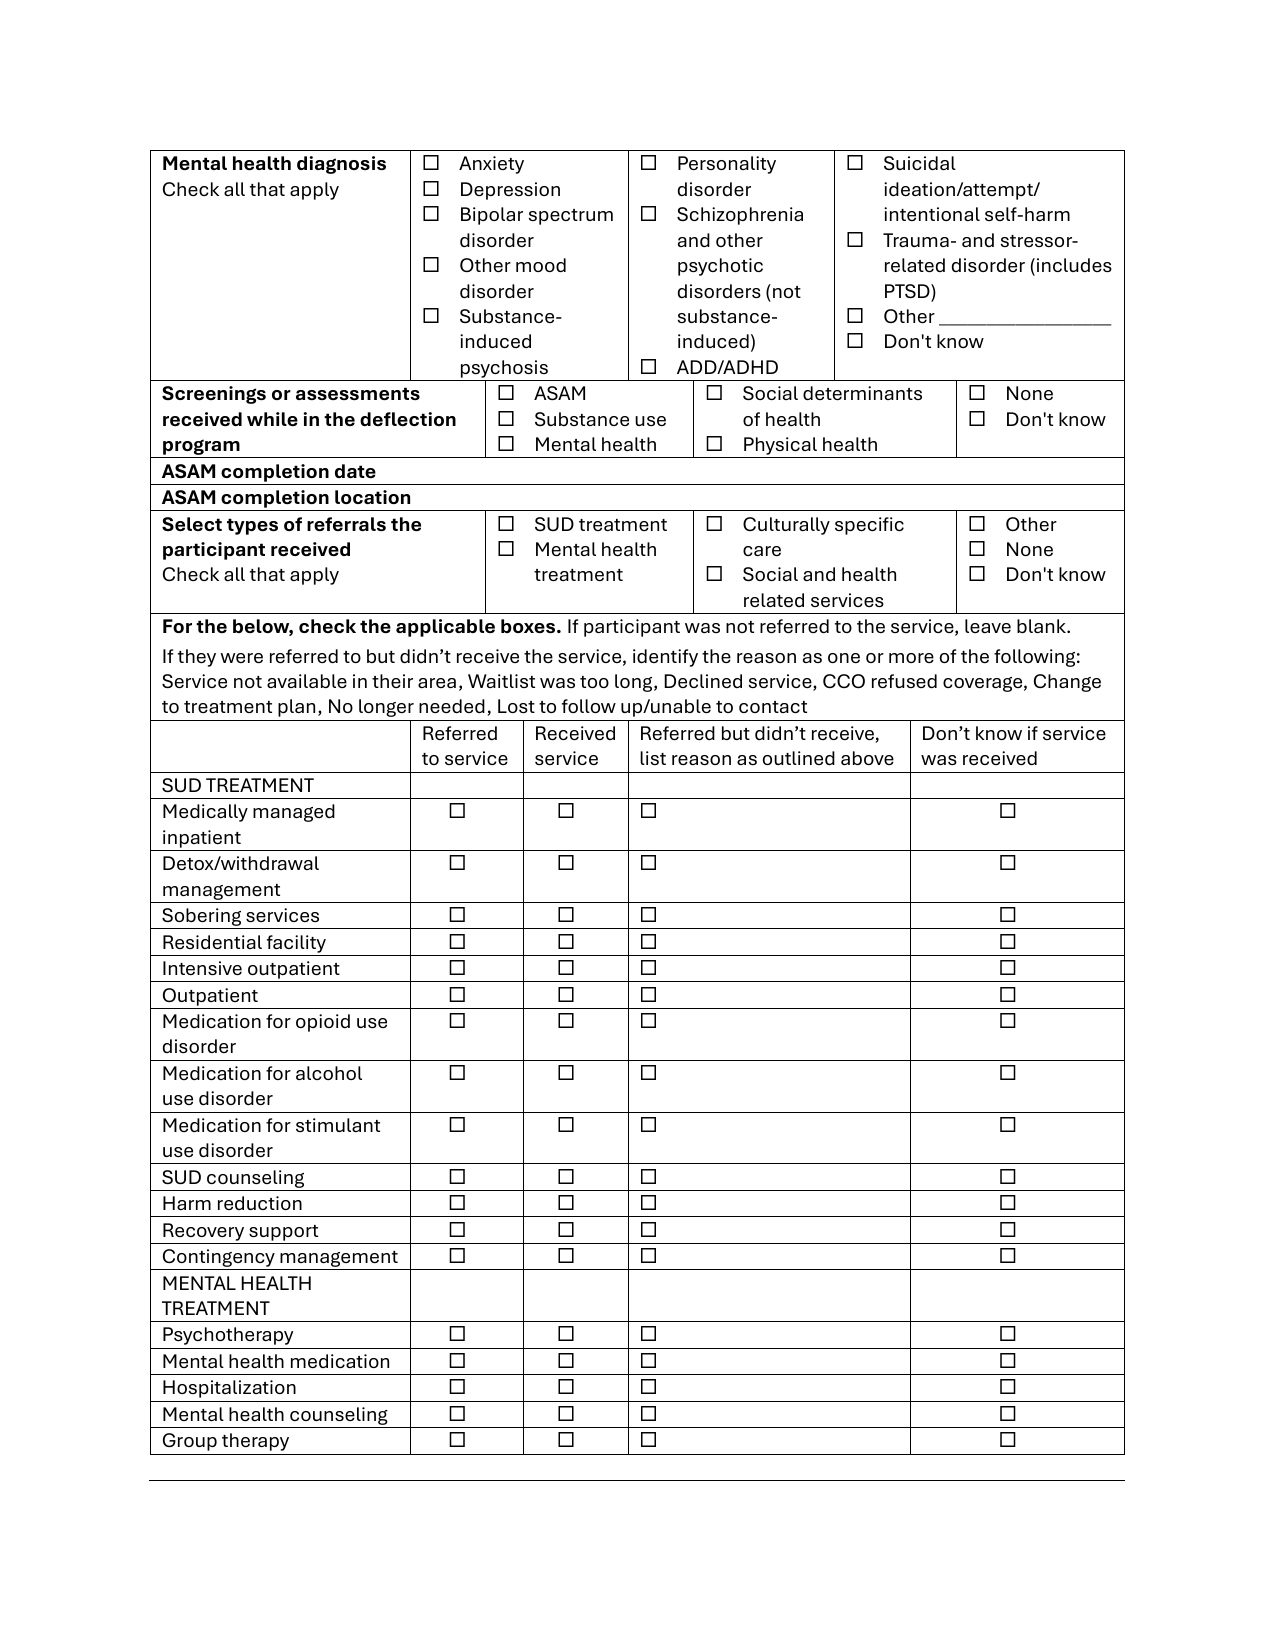 Mental health diagnosis
Check all that apply
☐ Anxiety
☐ Depression
☐ Bipolar spectrum
disorder
☐ Other mood
disorder
☐ Substance-
induced
psychosis
☐ Personality
disorder
☐ Schizophrenia
and other
psychotic
disorders (not
substance-
induced)
☐ ADD/ADHD
☐ Suicidal
ideation/attempt/
intentional self-harm
☐ Trauma- and stressor-
related disorder (includes
PTSD)
☐ Other __________________
☐ Don't know
Screenings or assessments
received while in the deflection
program
☐ ASAM
☐ Substance use
☐ Mental health
☐ Social determinants
of health
☐ Physical health
☐ None
☐ Don't know
ASAM completion date
ASAM completion location
Select types of referrals the
participant received
Check all that apply
☐ SUD treatment
☐ Mental health
treatment
☐ Culturally specific
care
☐ Social and health
related services
☐ Other
☐ None
☐ Don't know
For the below, check the applicable boxes. If participant was not referred to the service, leave blank.
If they were referred to but didn’t receive the service, identify the reason as one or more of the following:
Service not available in their area, Waitlist was too long, Declined service, CCO refused coverage, Change
to treatment plan, No longer needed, Lost to follow up/unable to contact
Referred
to service
Received
service
Referred but didn’t receive,
list reason as outlined above
Don’t know if service
was received
SUD TREATMENT
Medically managed ☐ ☐ ☐ ☐
inpatient
Detox/withdrawal ☐ ☐ ☐ ☐
management
Sobering services ☐ ☐ ☐ ☐
Residential facility ☐ ☐ ☐ ☐
Intensive outpatient ☐ ☐ ☐ ☐
Outpatient ☐ ☐ ☐ ☐
Medication for opioid use ☐ ☐ ☐ ☐
disorder
Medication for alcohol ☐ ☐ ☐ ☐
use disorder
Medication for stimulant ☐ ☐ ☐ ☐
use disorder
SUD counseling ☐ ☐ ☐ ☐
Harm reduction ☐ ☐ ☐ ☐
Recovery support ☐ ☐ ☐ ☐
Contingency management ☐ ☐ ☐ ☐
MENTAL HEALTH
TREATMENT
Psychotherapy ☐ ☐ ☐ ☐
Mental health medication ☐ ☐ ☐ ☐
Hospitalization ☐ ☐ ☐ ☐
Mental health counseling ☐ ☐ ☐ ☐
Group therapy ☐ ☐ ☐ ☐